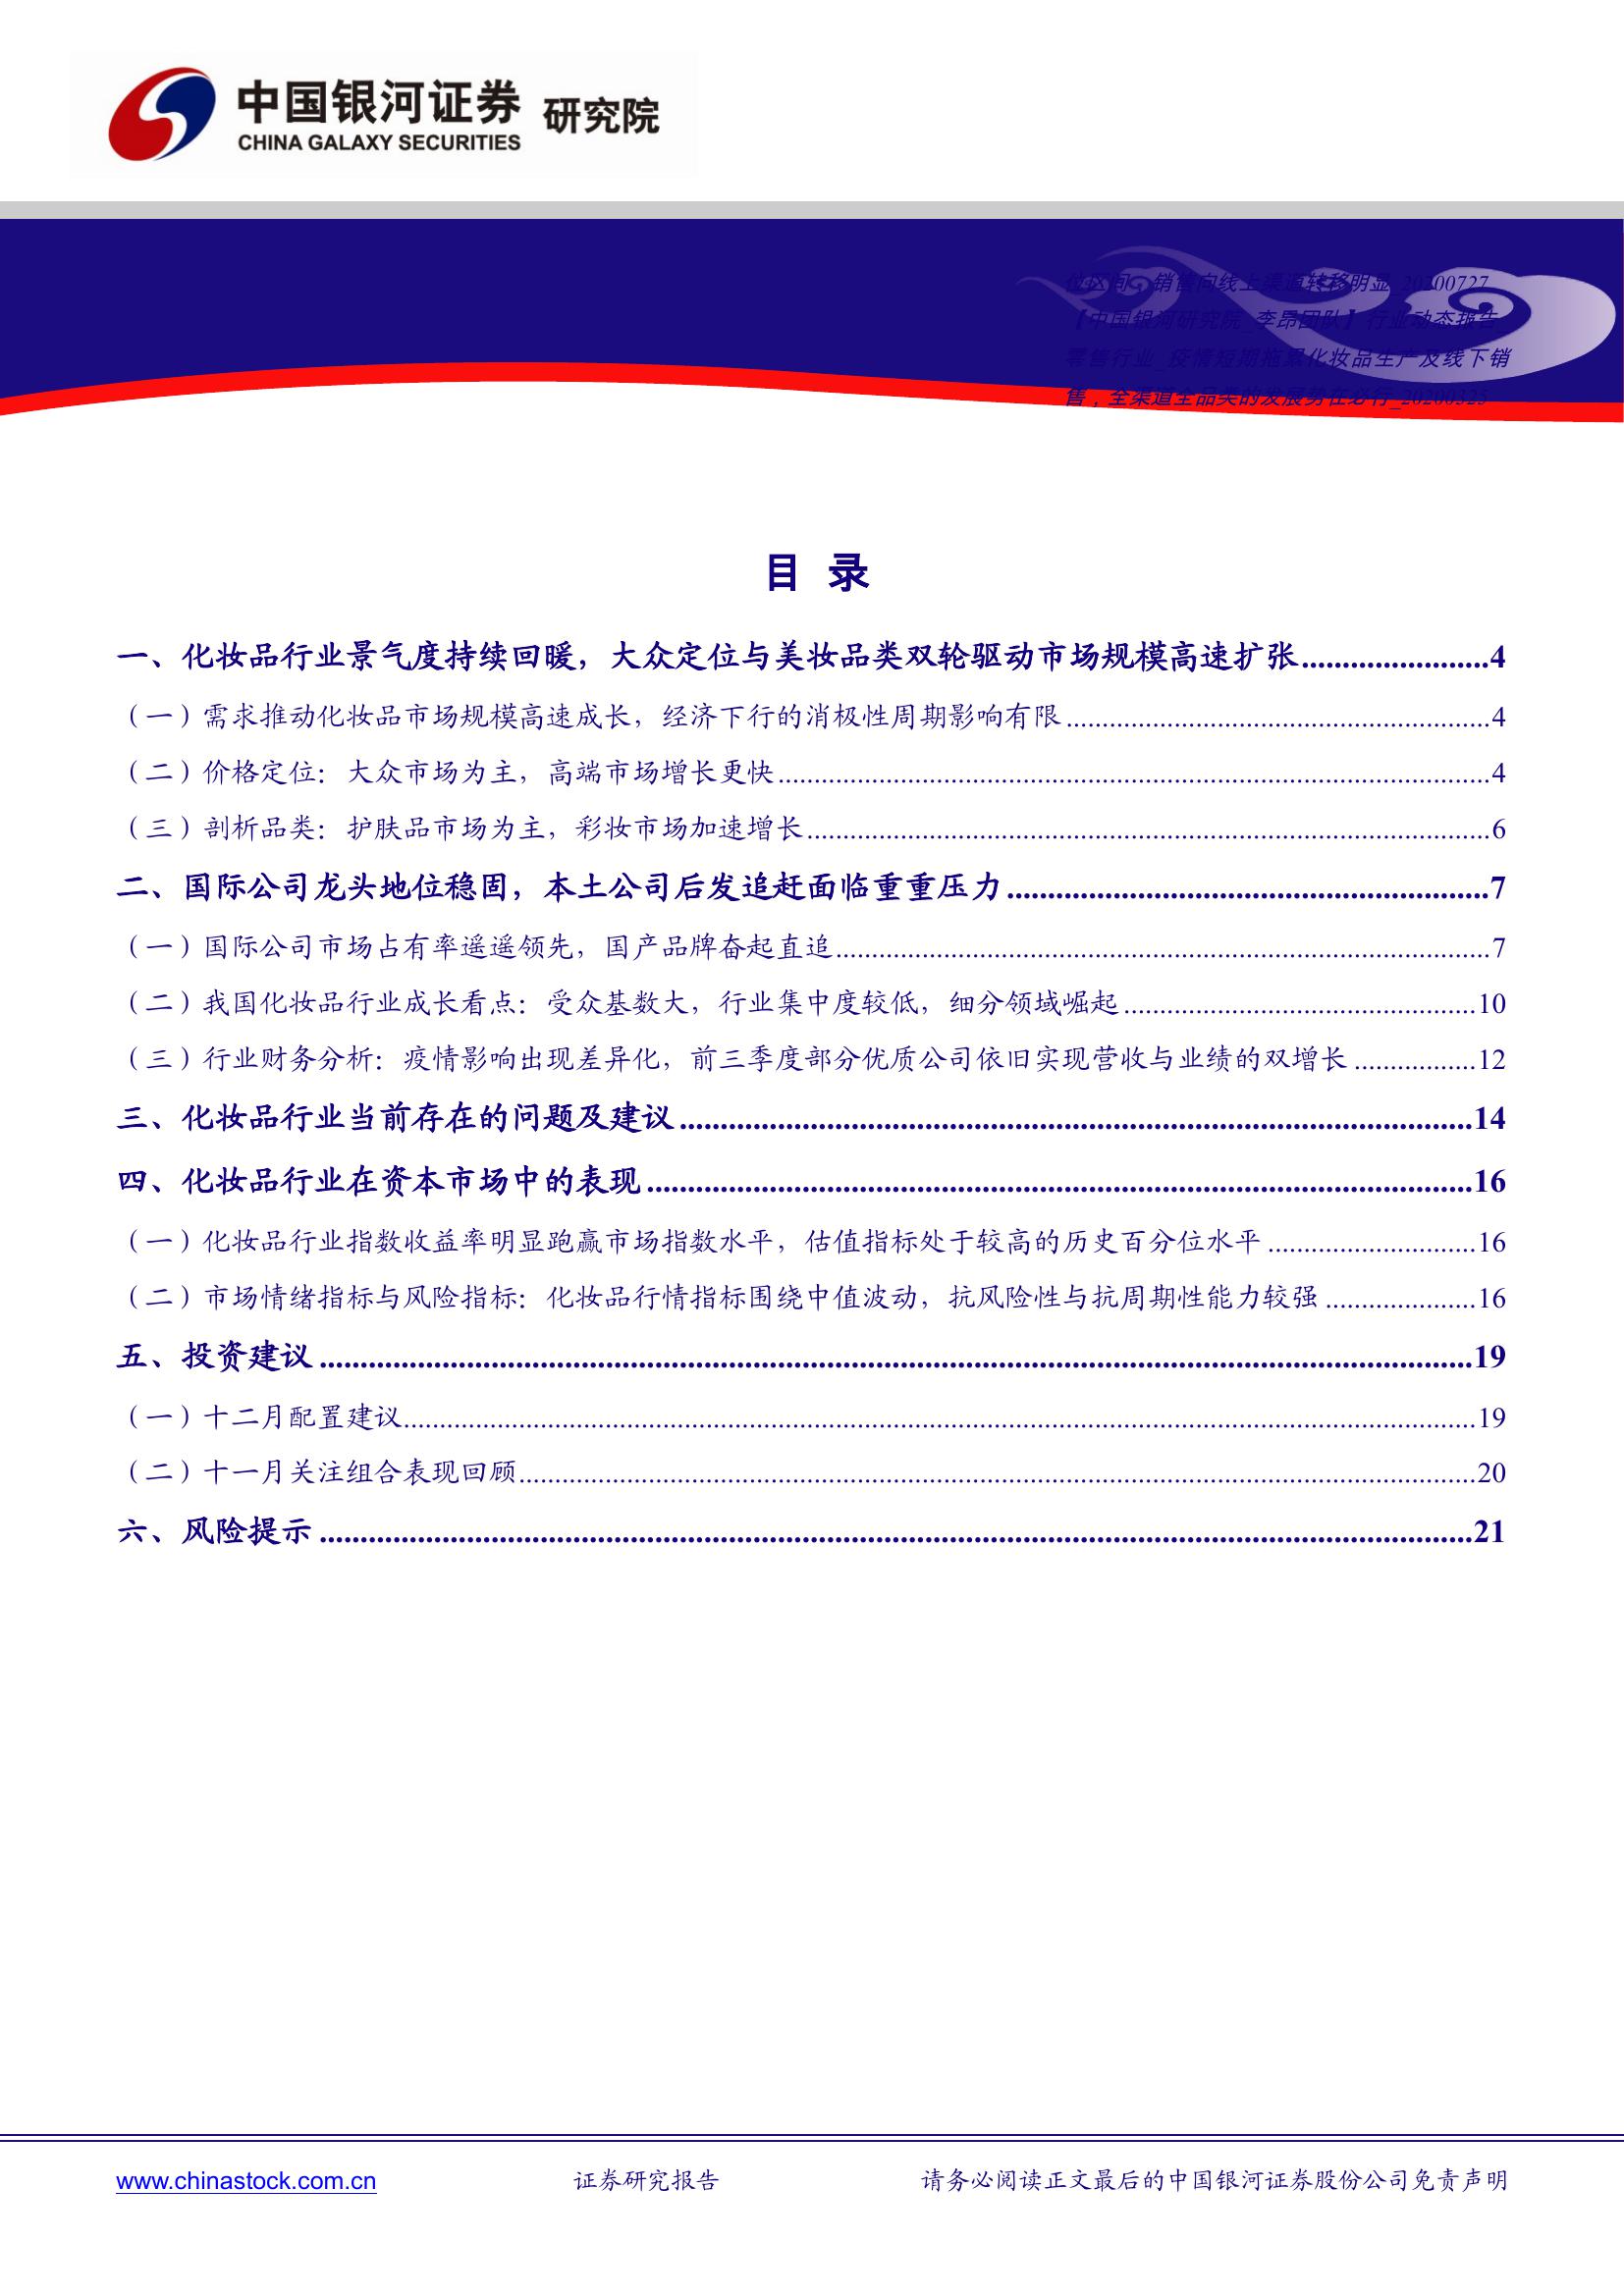 中国银河证券 研究院
CHINA GALAXY SECURITIES
位区间，销售向线上渠道转移明显_20200727
【中国银河研究院_李昂团队】行业动态报告_
零售行业_疫情短期拖累化妆品生产及线下销
售，全渠道全品类的发展势在必行_20200325
目 录
一、化妆品行业景气度持续回暖，大众定位与美妆品类双轮驱动市场规模高速扩张.......................4
（一）需求推动化妆品市场规模高速成长，经济下行的消极性周期影响有限...........................................................4
（二）价格定位：大众市场为主，高端市场增长更快...................................................................................................4
（三）剖析品类：护肤品市场为主，彩妆市场加速增长...............................................................................................6
二、国际公司龙头地位稳固，本土公司后发追赶面临重重压力...........................................................7
（一）国际公司市场占有率遥遥领先，国产品牌奋起直追...........................................................................................7
（二）我国化妆品行业成长看点：受众基数大，行业集中度较低，细分领域崛起.................................................10
（三）行业财务分析：疫情影响出现差异化，前三季度部分优质公司依旧实现营收与业绩的双增长.................12
三、化妆品行业当前存在的问题及建议.................................................................................................14
四、化妆品行业在资本市场中的表现.....................................................................................................16
（一）化妆品行业指数收益率明显跑赢市场指数水平，估值指标处于较高的历史百分位水平.............................16
（二）市场情绪指标与风险指标：化妆品行情指标围绕中值波动，抗风险性与抗周期性能力较强.....................16
五、投资建议.............................................................................................................................................19
（一）十二月配置建议.....................................................................................................................................................19
（二）十一月关注组合表现回顾.....................................................................................................................................20
六、风险提示.............................................................................................................................................21
www.chinastock.com.cn 证券研究报告 请务必阅读正文最后的中国银河证券股份公司免责声明